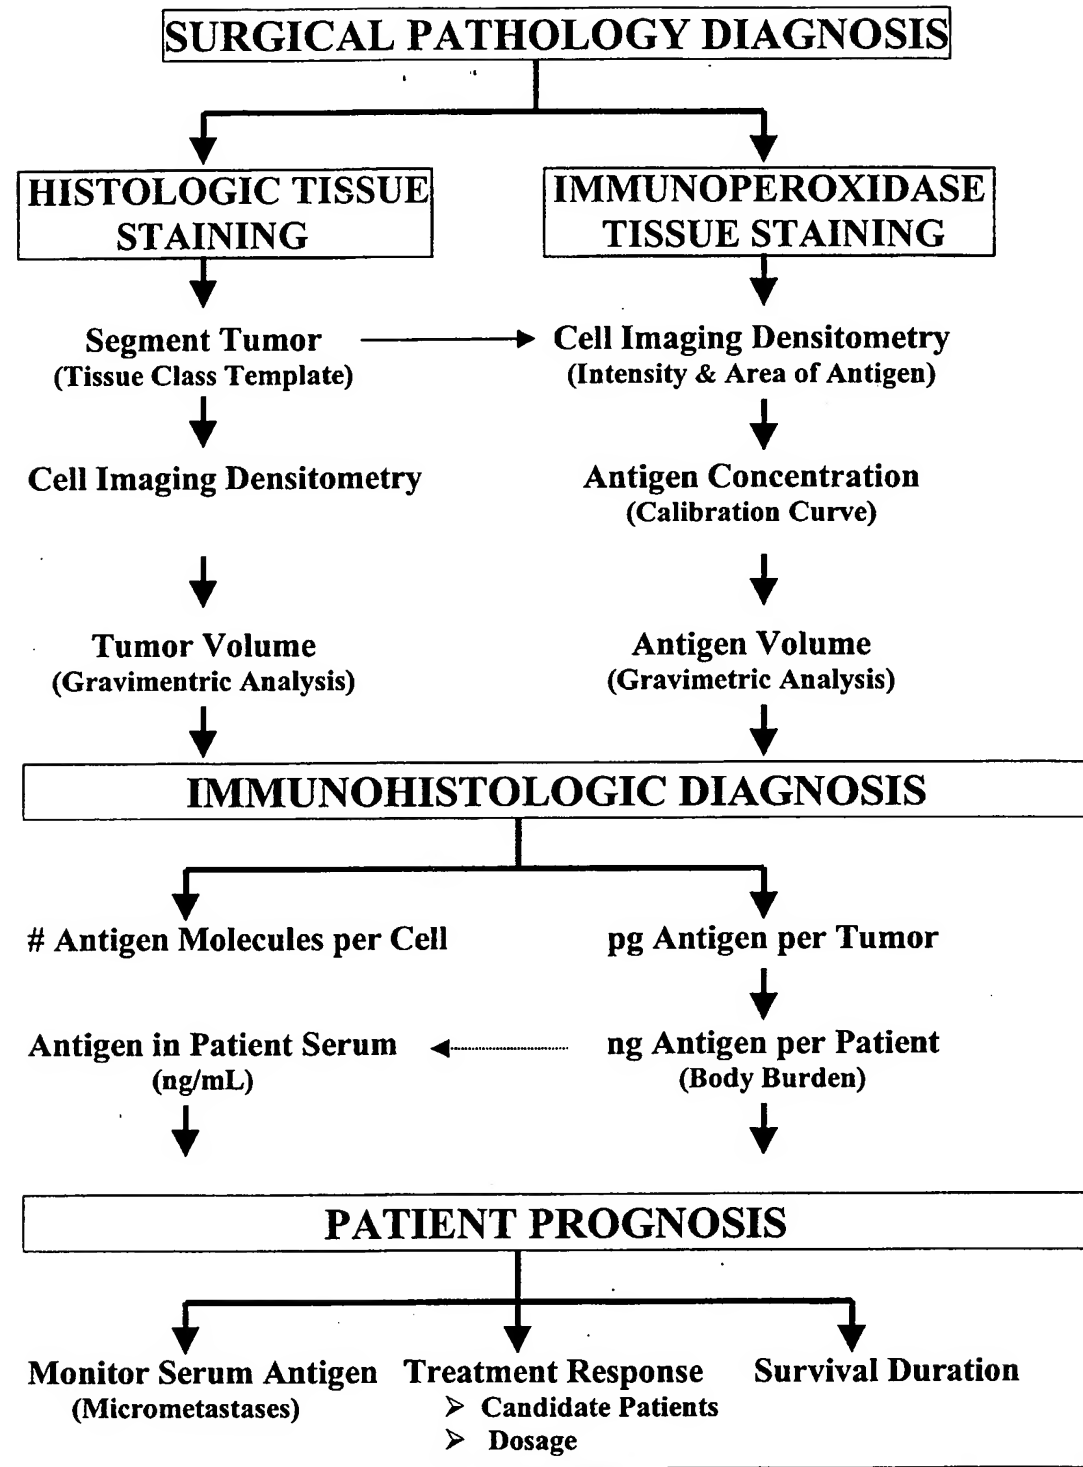 SURGICAL PATHOLOGY DIAGNOSIS
HISTOLOGIC TISSUE
STAINING
IMMUNOPEROXIDASE
TISSUE STAINING
Segment Tumor
(Tissue Class Template)
Cell Imaging Densitometry
(Intensity & Area of Antigen)
Cell Imaging Densitometry
Antigen Concentration
(Calibration Curve)
Tumor Volume
(Gravimentric Analysis)
Antigen Volume
(Gravimetric Analysis)
IMMUNOHISTOLOGIC DIAGNOSIS
# Antigen Molecules per Cell
pg Antigen per Tumor
Antigen in Patient Serum
(ng/mL)
ng Antigen per Patient
(Body Burden)
PATIENT PROGNOSIS
Monitor Serum Antigen
(Micrometastases)
Treatment Response
➢ Candidate Patients
➢ Dosage
Survival Duration